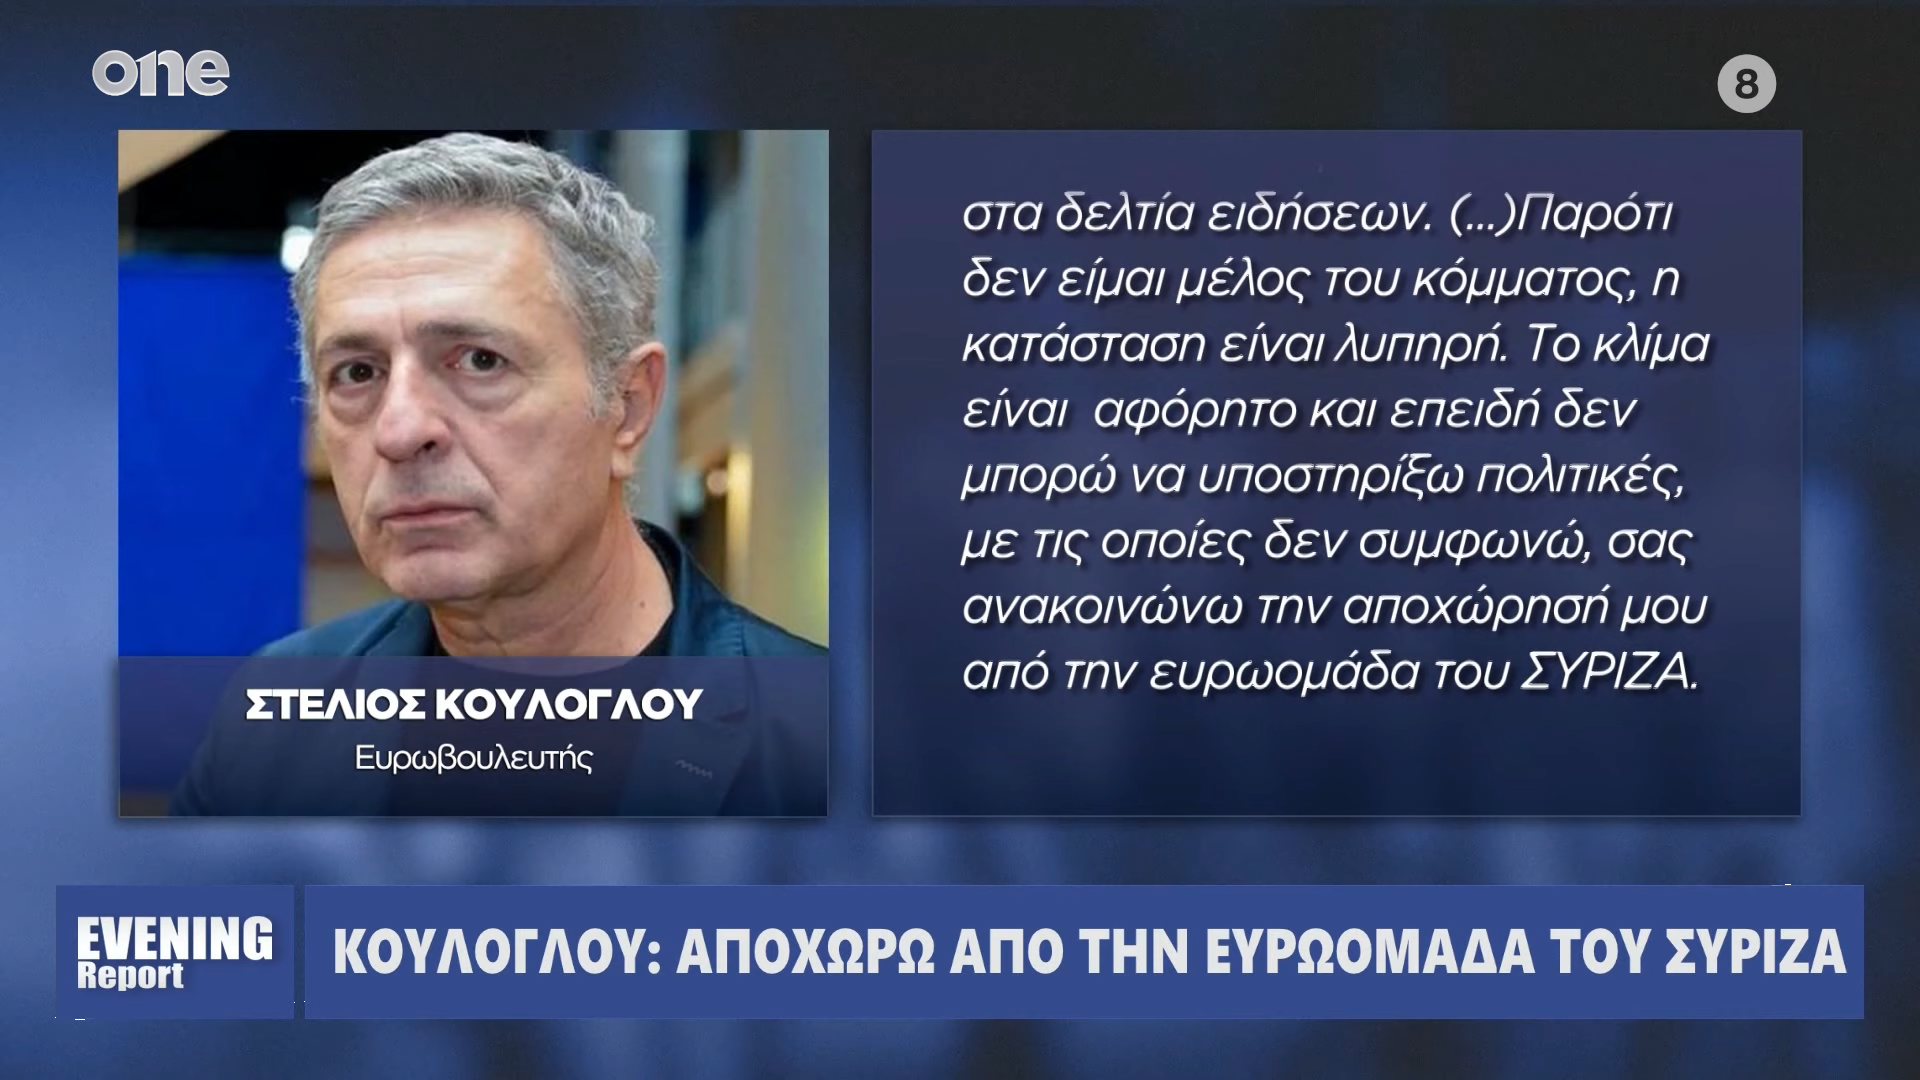 one
8
στα δελτία ειδήσεων. (...)Παρότι
δεν είμαι μέλος του κόμματος, η
κατάσταση είναι λυπηρή. Το κλίμα
είναι  αφόρητο και επειδή δεν
μπορώ να υποστηρίξω πολιτικές,
με τις οποίες δεν συμφωνώ, σας
ανακοινώνω την αποχώρησή μου
από την ευρωομάδα του ΣΥΡΙΖΑ.
ΣΤΕΛΙΟΣ ΚΟΥΛΟΓΛΟΥ
Ευρωβουλευτής
EVENING
Report
ΚΟΥΛΟΓΛΟΥ: ΑΠΟΧΩΡΩ ΑΠΟ ΤΗΝ ΕΥΡΩΟΜΑΔΑ ΤΟΥ ΣΥΡΙΖΑ